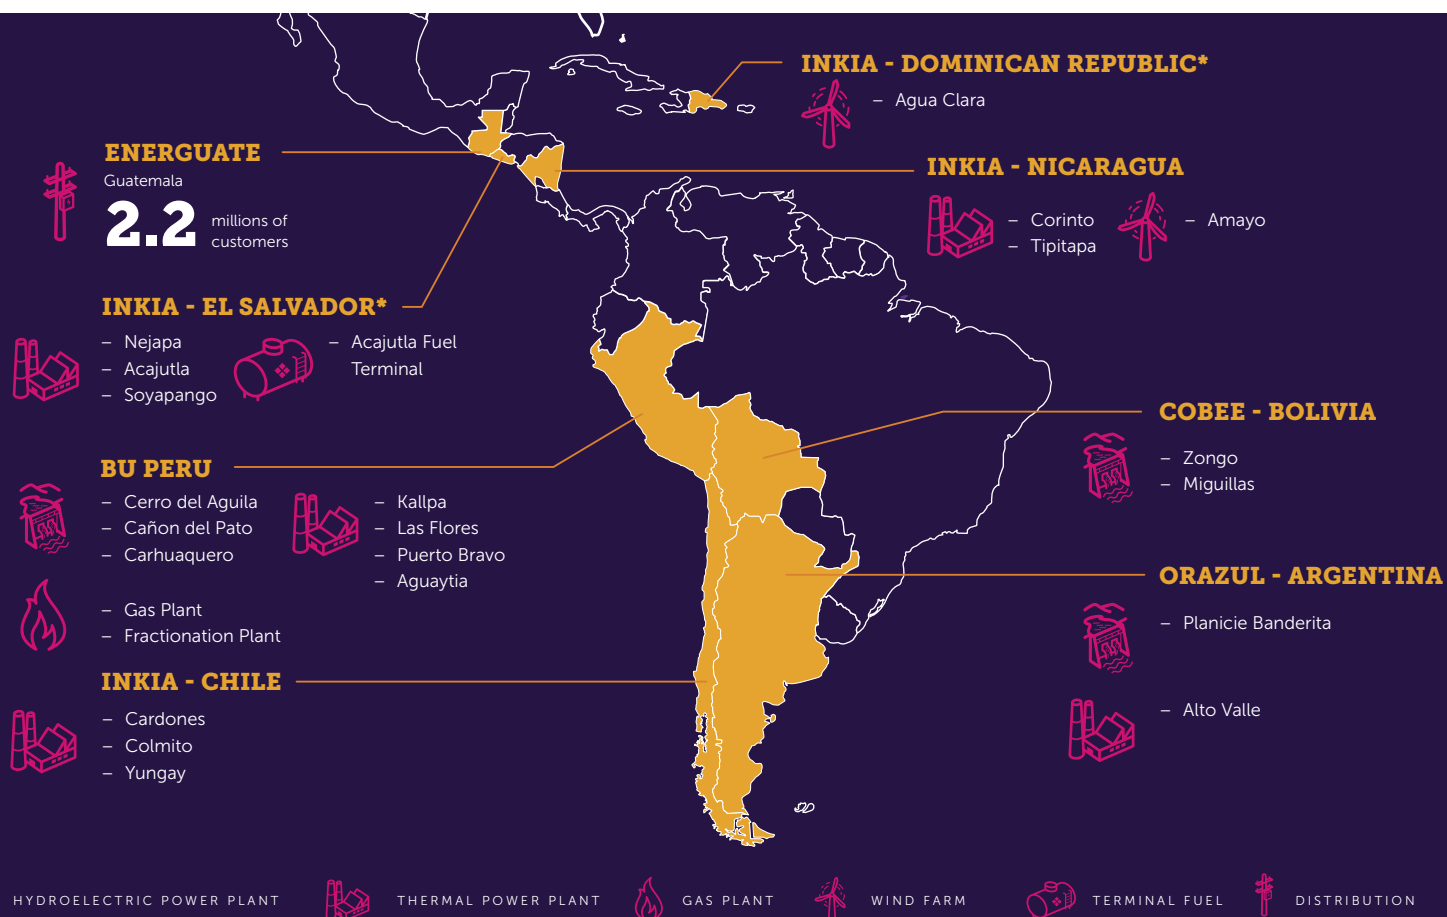 INKIA - DOMINICAN REPUBLIC*
– Agua Clara
ENERGUATE
Guatemala
2.2 millions of
customers
INKIA - NICARAGUA
– Corinto
– Tipitapa
– Amayo
INKIA - EL SALVADOR*
– Nejapa
– Acajutla
– Soyapango
– Acajutla Fuel
Terminal
COBEE - BOLIVIA
– Zongo
– Miguillas
BU PERU
– Cerro del Aguila
– Cañon del Pato
– Carhuaquero
– Kallpa
– Las Flores
– Puerto Bravo
– Aguaytia
– Gas Plant
– Fractionation Plant
ORAZUL - ARGENTINA
– Planicie Banderita
– Alto Valle
INKIA - CHILE
– Cardones
– Colmito
– Yungay
HYDROELECTRIC POWER PLANT
THERMAL POWER PLANT
GAS PLANT
WIND FARM
TERMINAL FUEL
DISTRIBUTION